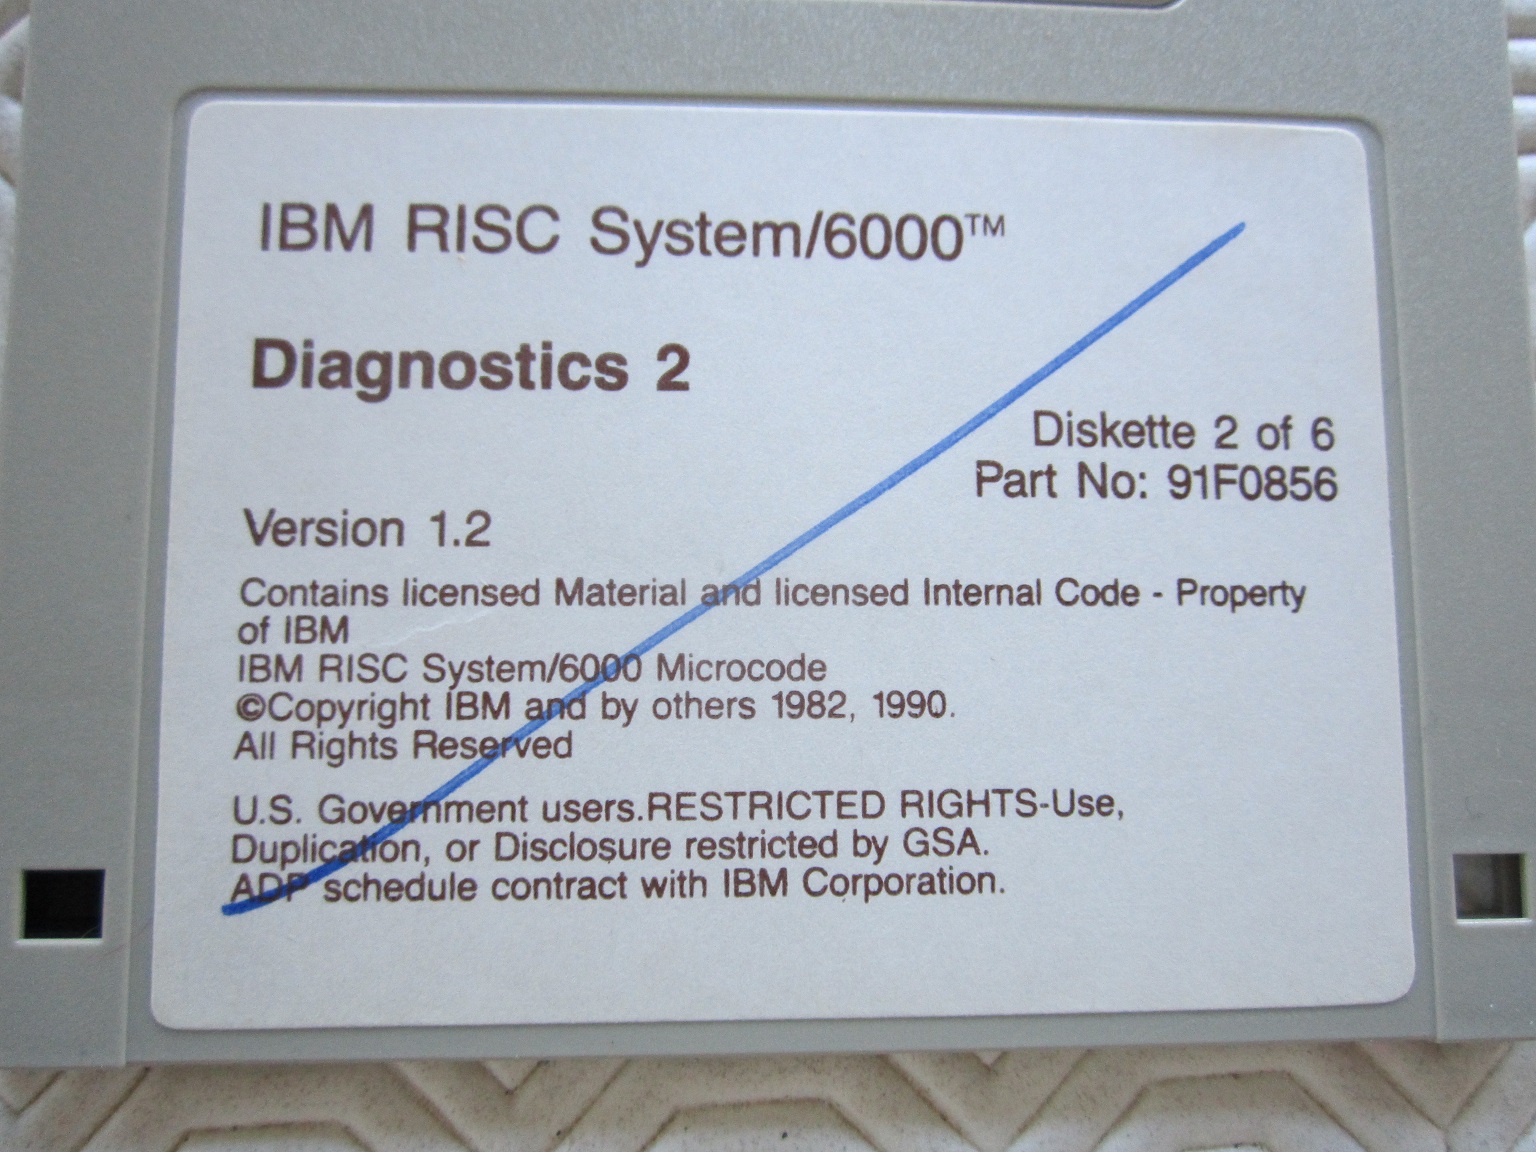 IBM RISC System/6000™
Diagnostics 2
Diskette 2 of 6
Part No: 91F0856
Version 1.2
Contains licensed Material and licensed Internal Code - Property
of IBM
IBM RISC System/6000 Microcode
©Copyright IBM and by others 1982, 1990.
All Rights Reserved
U.S. Government users.RESTRICTED RIGHTS-Use,
Duplication, or Disclosure restricted by GSA.
ADP schedule contract with IBM Corporation.